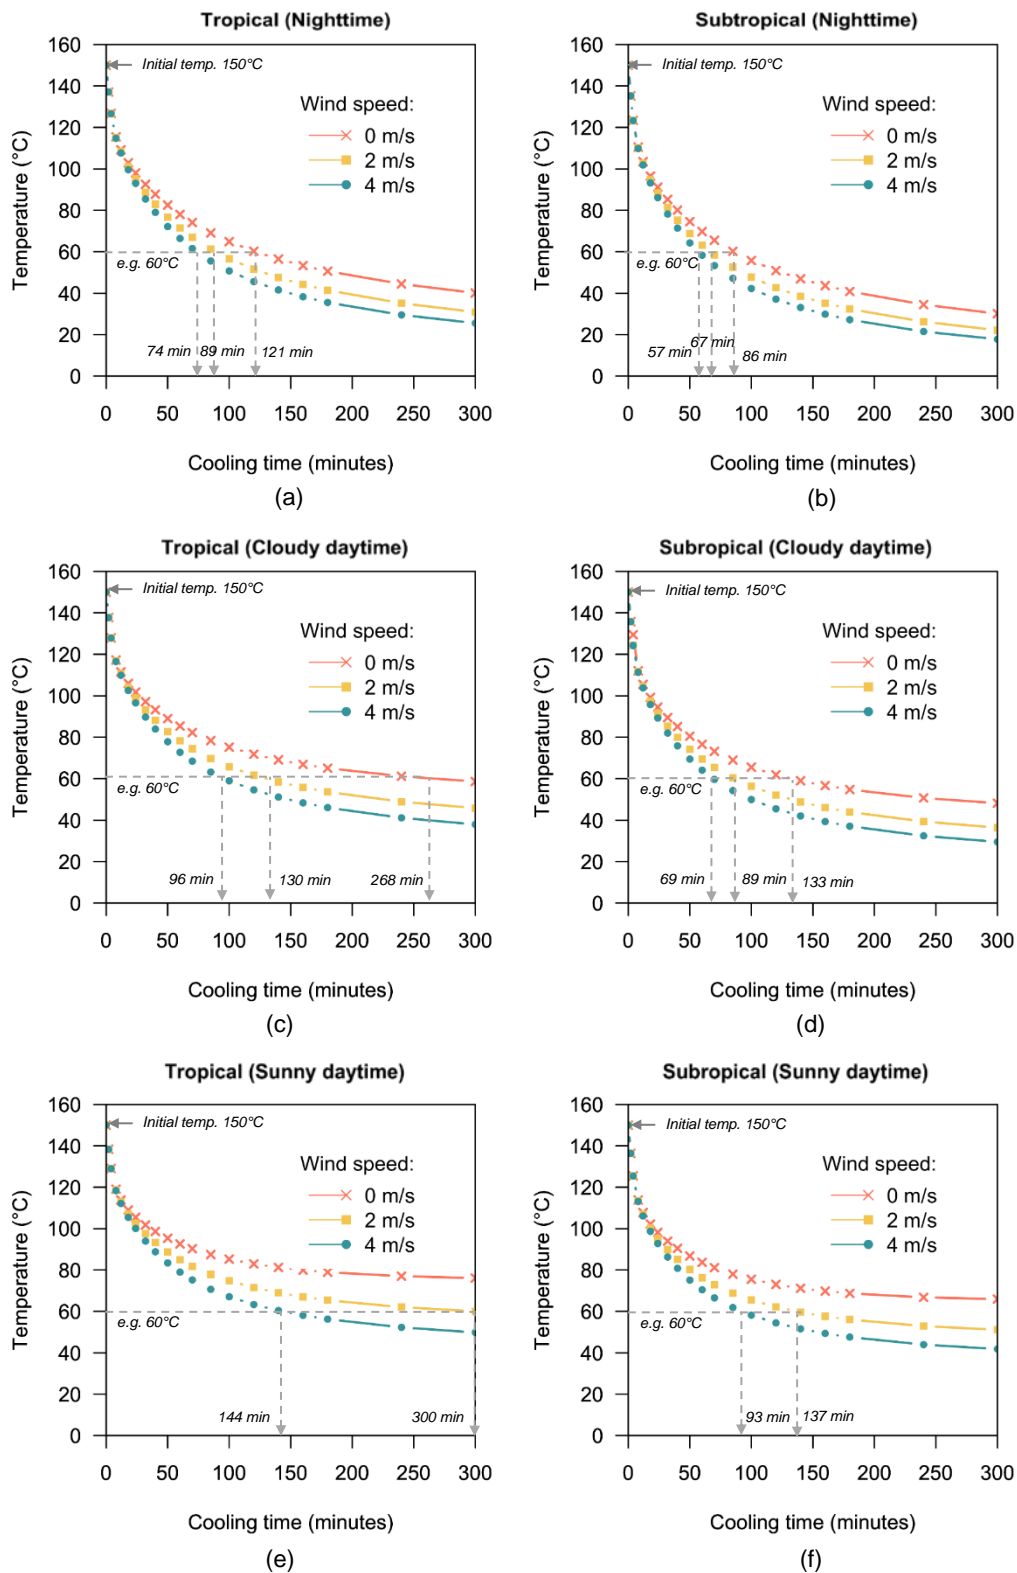 Tropical (Nighttime)
160
140
120
100
80
60
40
20
0
Temperature (°C)
Initial temp. 150°C
Wind speed:
0 m/s
2 m/s
4 m/s
e.g. 60°C
74 min
89 min
121 min
0 50 100 150 200 250 300
Cooling time (minutes)
(a)
Subtropical (Nighttime)
160
140
120
100
80
60
40
20
0
Temperature (°C)
Initial temp. 150°C
Wind speed:
0 m/s
2 m/s
4 m/s
e.g. 60°C
57 min
67 min
86 min
0 50 100 150 200 250 300
Cooling time (minutes)
(b)
Tropical (Cloudy daytime)
160
140
120
100
80
60
40
20
0
Temperature (°C)
Initial temp. 150°C
Wind speed:
0 m/s
2 m/s
4 m/s
e.g. 60°C
96 min
130 min
268 min
0 50 100 150 200 250 300
Cooling time (minutes)
(c)
Subropical (Cloudy daytime)
160
140
120
100
80
60
40
20
0
Temperature (°C)
Initial temp. 150°C
Wind speed:
0 m/s
2 m/s
4 m/s
e.g. 60°C
69 min
89 min
133 min
0 50 100 150 200 250 300
Cooling time (minutes)
(d)
Tropical (Sunny daytime)
160
140
120
100
80
60
40
20
0
Temperature (°C)
Initial temp. 150°C
Wind speed:
0 m/s
2 m/s
4 m/s
e.g. 60°C
144 min
300 min
0 50 100 150 200 250 300
Cooling time (minutes)
(e)
Subropical (Sunny daytime)
160
140
120
100
80
60
40
20
0
Temperature (°C)
Initial temp. 150°C
Wind speed:
0 m/s
2 m/s
4 m/s
e.g. 60°C
93 min
137 min
0 50 100 150 200 250 300
Cooling time (minutes)
(f)